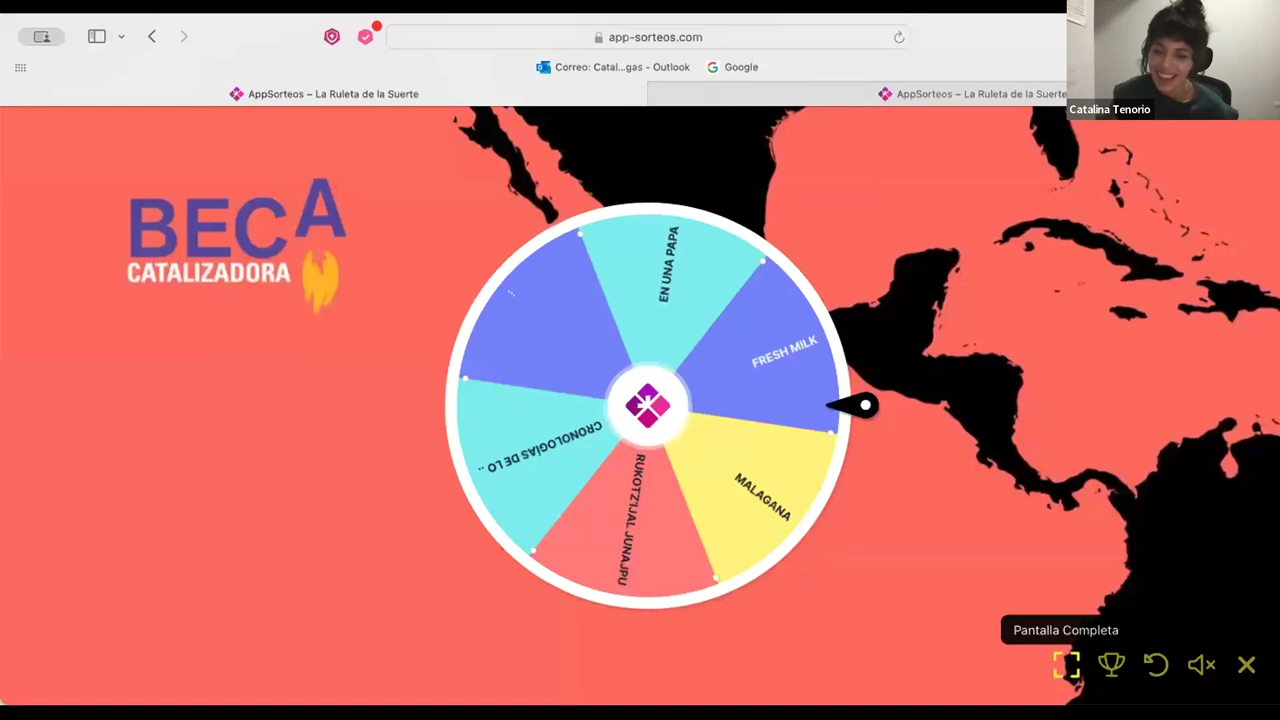 app-sorteos.com
Correo: Catal...gas - Outlook
Google
AppSorteos – La Ruleta de la Suerte
AppSorteos – La Ruleta de la Suerte
Catalina Tenorio
BECA
CATALIZADORA
EN UNA PAPA
FRESH MILK
MALAGANA
RUKOTZ'IJAL JUNAJPU
CRONOLOGÍAS DE LO ..
...
Pantalla Completa